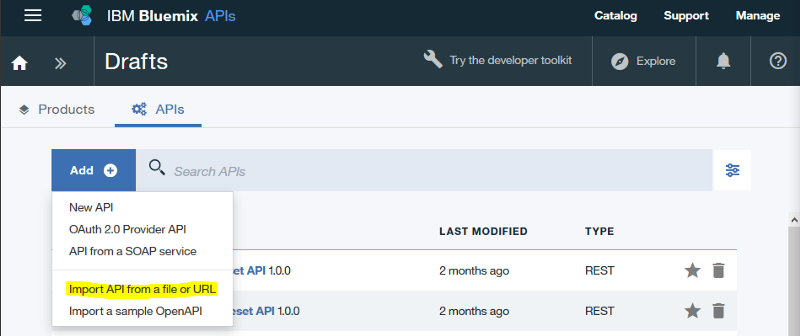 IBM Bluemix APIs Catalog Support Manage
Drafts Try the developer toolkit Explore
Products APIs
Add Search APIs
New API
OAuth 2.0 Provider API
LAST MODIFIED TYPE
API from a SOAP service
set API 1.0.0 2 months ago REST
Import API from a file or URL
eset API 1.0.0 2 months ago REST
Import a sample OpenAPI